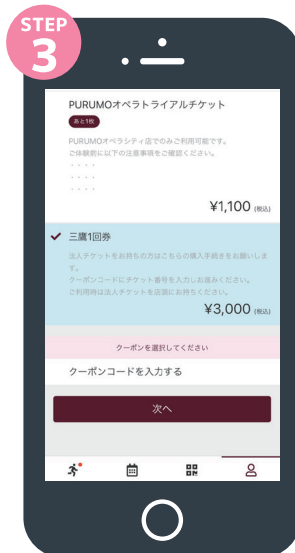 STEP
3
PURUMOオペラトライアルチケット
あと1枚
PURUMOオペラシティ店でのみご利用可能です。
ご体験前に以下の注意事項をご確認ください。
・・・・
・・・・
・・・・
¥1,100 (税込)
三鷹1回券
法人チケットをお持ちの方はこちらの購入手続きをお願いしま
す。
クーポンコードにチケット番号を入力しお進みください。
ご利用時は法人チケットを店頭にお持ちください。
¥3,000 (税込)
クーポンを選択してください
クーポンコードを入力する
次へ